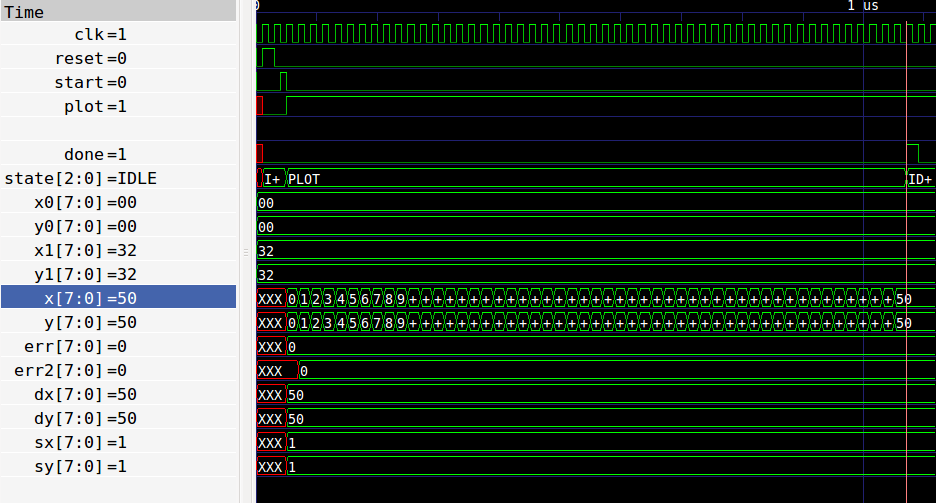 0 1 us
Time
clk=1
reset=0
start=0
plot=1
done=1
state[2:0]=IDLE I+ PLOT ID+
x0[7:0]=00 00
y0[7:0]=00 00
x1[7:0]=32 32
y1[7:0]=32 32
x[7:0]=50 XXX 0 1 2 3 4 5 6 7 8 9 + + + + + + + + + + + + + + + + + + + + + + + + + + + + + + + + + + + + + + + + 50
y[7:0]=50 XXX 0 1 2 3 4 5 6 7 8 9 + + + + + + + + + + + + + + + + + + + + + + + + + + + + + + + + + + + + + + + + 50
err[7:0]=0 XXX 0
err2[7:0]=0 XXX 0
dx[7:0]=50 XXX 50
dy[7:0]=50 XXX 50
sx[7:0]=1 XXX 1
sy[7:0]=1 XXX 1